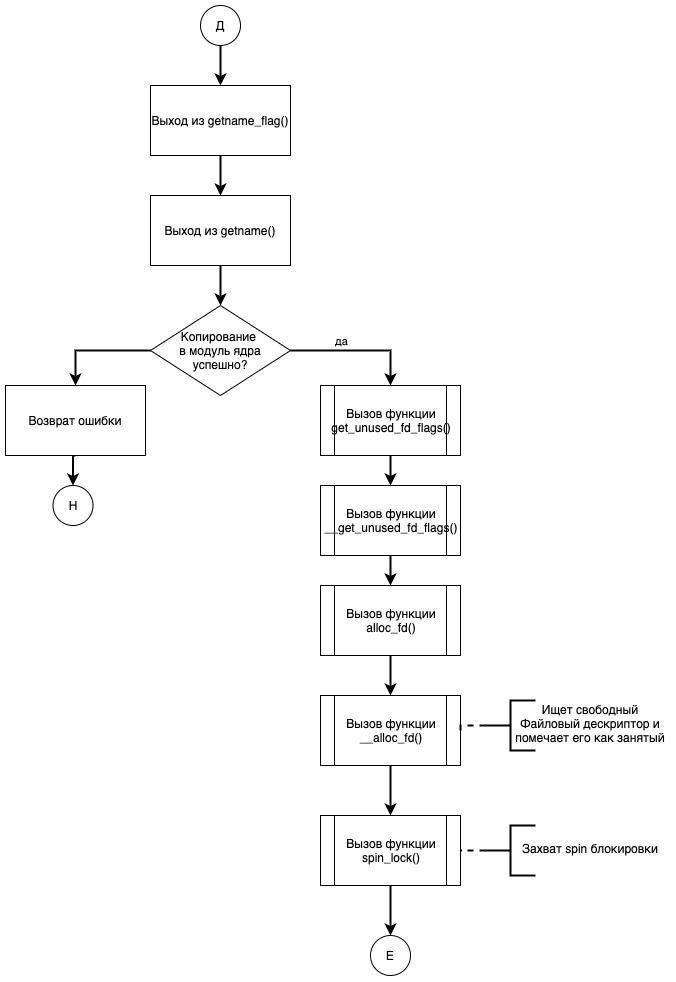 Д
Выход из getname_flag()
Выход из getname()
Копирование
в модуль ядра
успешно?
да
Возврат ошибки
Н
Вызов функции
get_unused_fd_flags()
Вызов функции
__get_unused_fd_flags()
Вызов функции
alloc_fd()
Вызов функции
__alloc_fd()
Ищет свободный
Файловый дескриптор и
помечает его как занятый
Вызов функции
spin_lock()
Захват spin блокировки
Е